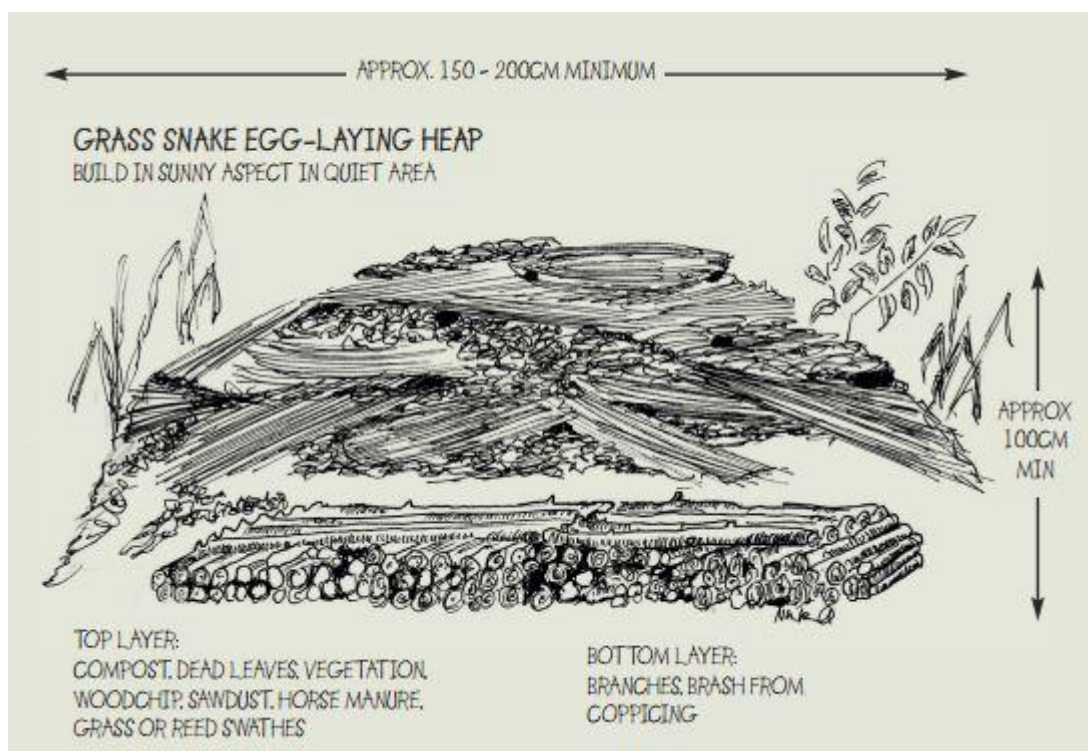 APPROX. 150 - 200CM MINIMUM
GRASS SNAKE EGG-LAYING HEAP
BUILD IN SUNNY ASPECT IN QUIET AREA
APPROX
100CM
MIN
TOP LAYER:
COMPOST, DEAD LEAVES, VEGETATION,
WOODCHIP, SAWDUST, HORSE MANURE,
GRASS OR REED SWATHES
BOTTOM LAYER:
BRANCHES, BRASH FROM
COPPICING